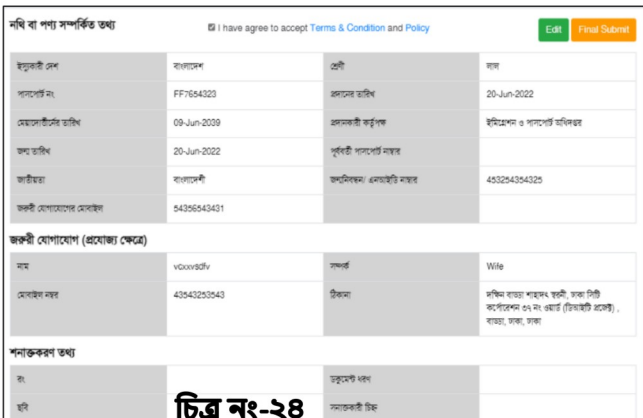 নথি বা পণ্য সম্পর্কিত তথ্য
I have agree to accept Terms & Condition and Policy
Edit Final Submit
ইস্যুকারী দেশ বাংলাদেশ শ্রেণী লাল
পাসপোর্ট নং FF7654323 প্রদানের তারিখ 20-Jun-2022
মেয়াদোত্তীর্নের তারিখ 09-Jun-2039 প্রদানকারী কর্তৃপক্ষ ইমিগ্রেশন ও পাসপোর্ট অধিদপ্তর
জন্ম তারিখ 20-Jun-2022 পূর্ববর্তী পাসপোর্ট নাম্বার
জাতীয়তা বাংলাদেশী জন্মনিবন্ধন/ এনআইডি নাম্বার 453254354325
জরুরী যোগাযোগের মোবাইল 54356543431
জরুরী যোগাযোগ (প্রযোজ্য ক্ষেত্রে)
নাম vcxxvsdfv সম্পর্ক Wife
মোবাইল নম্বর 43543253543 ঠিকানা দক্ষিন বাড্ডা শাহাদৎ স্বরনী, ঢাকা সিটি
কর্পোরেশন ৩৭ নং ওয়ার্ড (ডিআইটি প্রজেক্ট) ,
বাড্ডা, ঢাকা, ঢাকা
শনাক্তকরণ তথ্য
রং ডকুমেন্ট ধরণ
ছবি সনাক্তকারী চিহ্ন
চিত্র নং-২৪